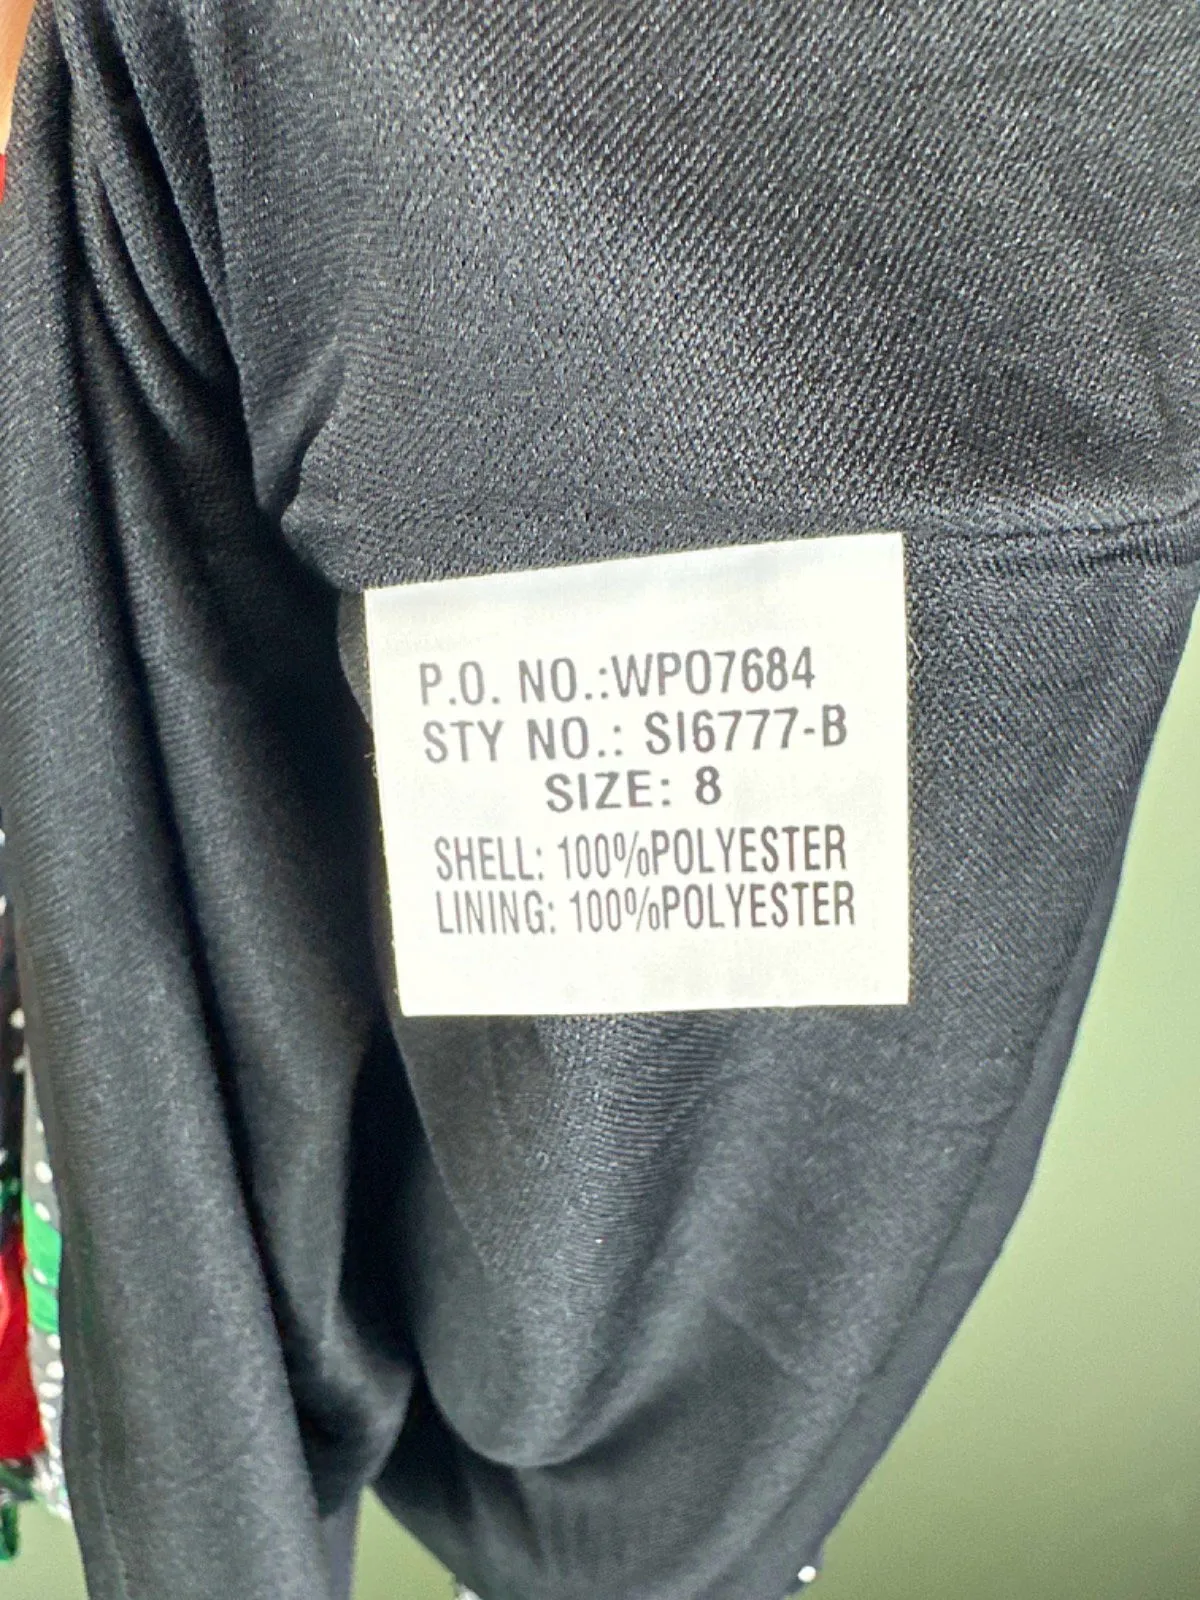 P.O. NO.:WPO7684
STY NO.: SI6777-B
SIZE: 8
SHELL: 100%POLYESTER
LINING: 100%POLYESTER